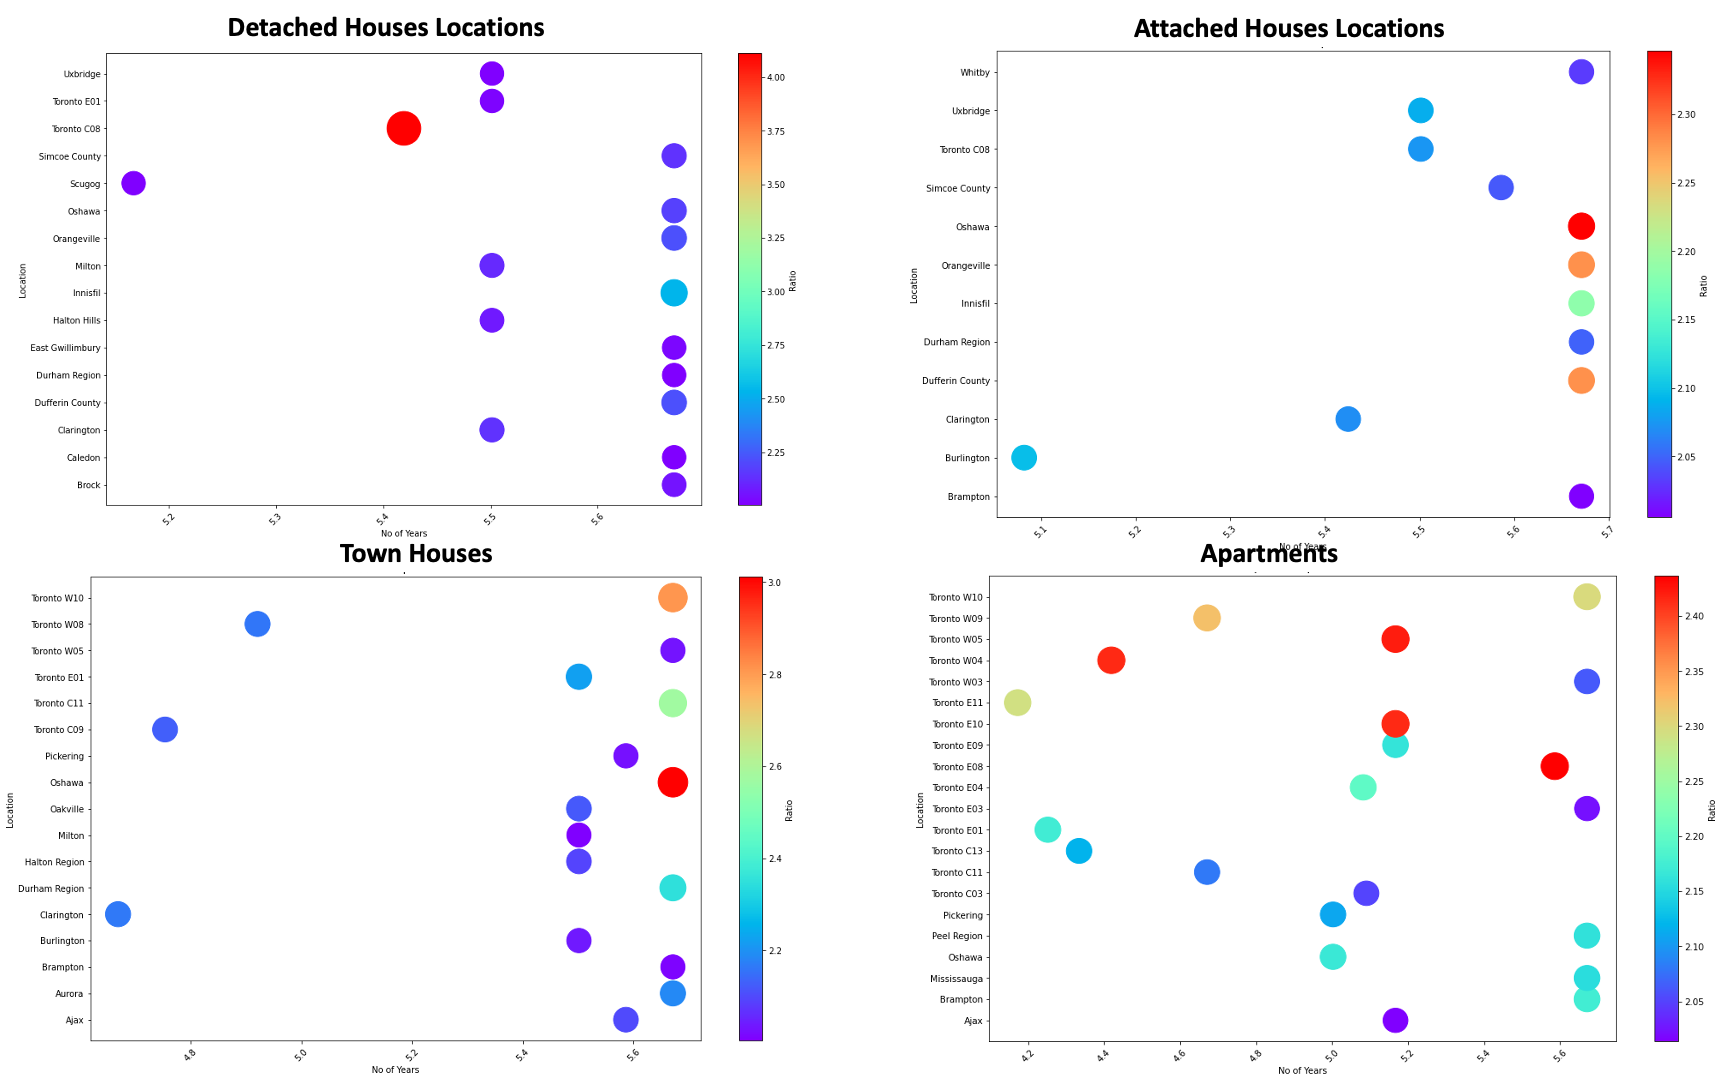 Detached Houses Locations
Uxbridge
Toronto E01
Toronto C08
Simcoe County
Scugog
Oshawa
Orangeville
Milton
Innisfil
Halton Hills
East Gwillimbury
Durham Region
Dufferin County
Clarington
Caledon
Brock
Location
5.2
5.3
5.4
5.5
5.6
No of Years
4.00
3.75
3.50
3.25
3.00
2.75
2.50
2.25
Ratio
Attached Houses Locations
Whitby
Uxbridge
Toronto C08
Simcoe County
Oshawa
Orangeville
Innisfil
Durham Region
Dufferin County
Clarington
Burlington
Brampton
Location
5.1
5.2
5.3
5.4
5.5
5.6
5.7
No of Years
2.30
2.25
2.20
2.15
2.10
2.05
Ratio
Town Houses
Toronto W10
Toronto W08
Toronto W05
Toronto E01
Toronto C11
Toronto C09
Pickering
Oshawa
Oakville
Milton
Halton Region
Durham Region
Clarington
Burlington
Brampton
Aurora
Ajax
Location
4.8
5.0
5.2
5.4
5.6
No of Years
3.0
2.8
2.6
2.4
2.2
Ratio
Apartments
Toronto W10
Toronto W09
Toronto W05
Toronto W04
Toronto W03
Toronto E11
Toronto E10
Toronto E09
Toronto E08
Toronto E04
Toronto E03
Toronto E01
Toronto C13
Toronto C11
Toronto C03
Pickering
Peel Region
Oshawa
Mississauga
Brampton
Ajax
Location
4.2
4.4
4.6
4.8
5.0
5.2
5.4
5.6
No of Years
2.40
2.35
2.30
2.25
2.20
2.15
2.10
2.05
Ratio